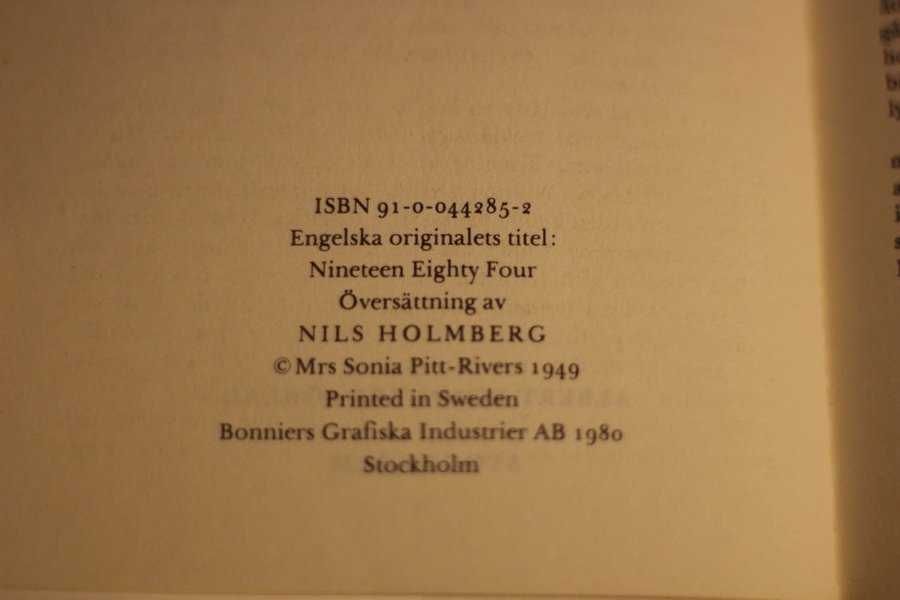 ISBN 91-0-044285-2
Engelska originalets titel:
Nineteen Eighty Four
Översättning av
NILS HOLMBERG
© Mrs Sonia Pitt-Rivers 1949
Printed in Sweden
Bonniers Grafiska Industrier AB 1980
Stockholm